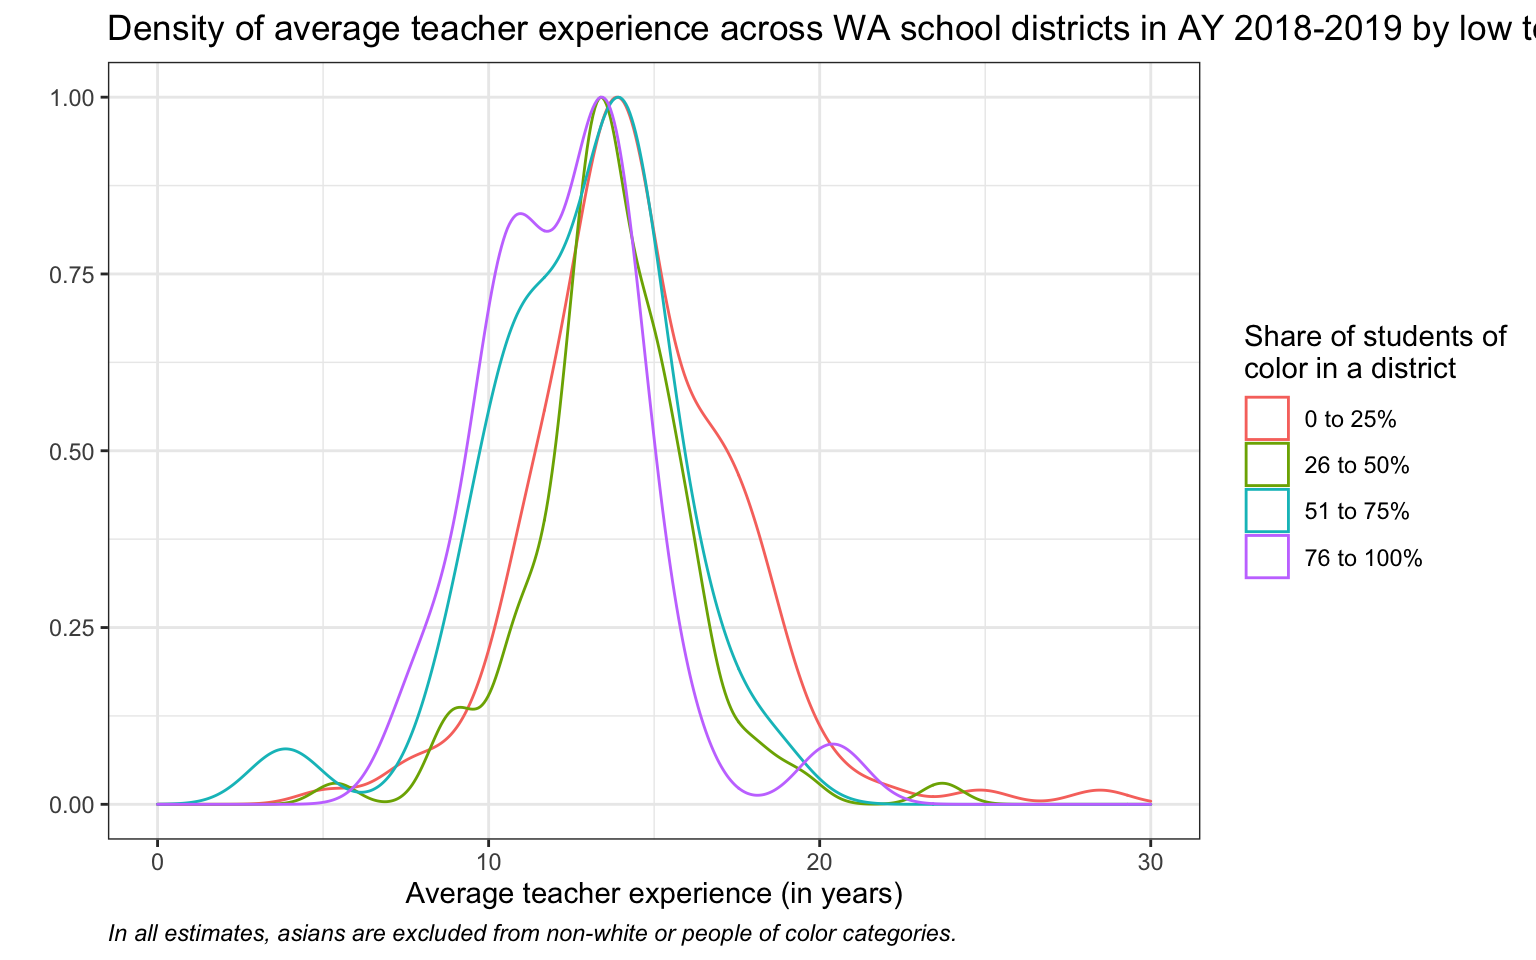 Density of average teacher experience across WA school districts in AY 2018-2019 by low
1.00
0.75
0.50
0.25
0.00
0
10
20
30
Average teacher experience (in years)
In all estimates, asians are excluded from non-white or people of color categories.
Share of students of
color in a district
0 to 25%
26 to 50%
51 to 75%
76 to 100%